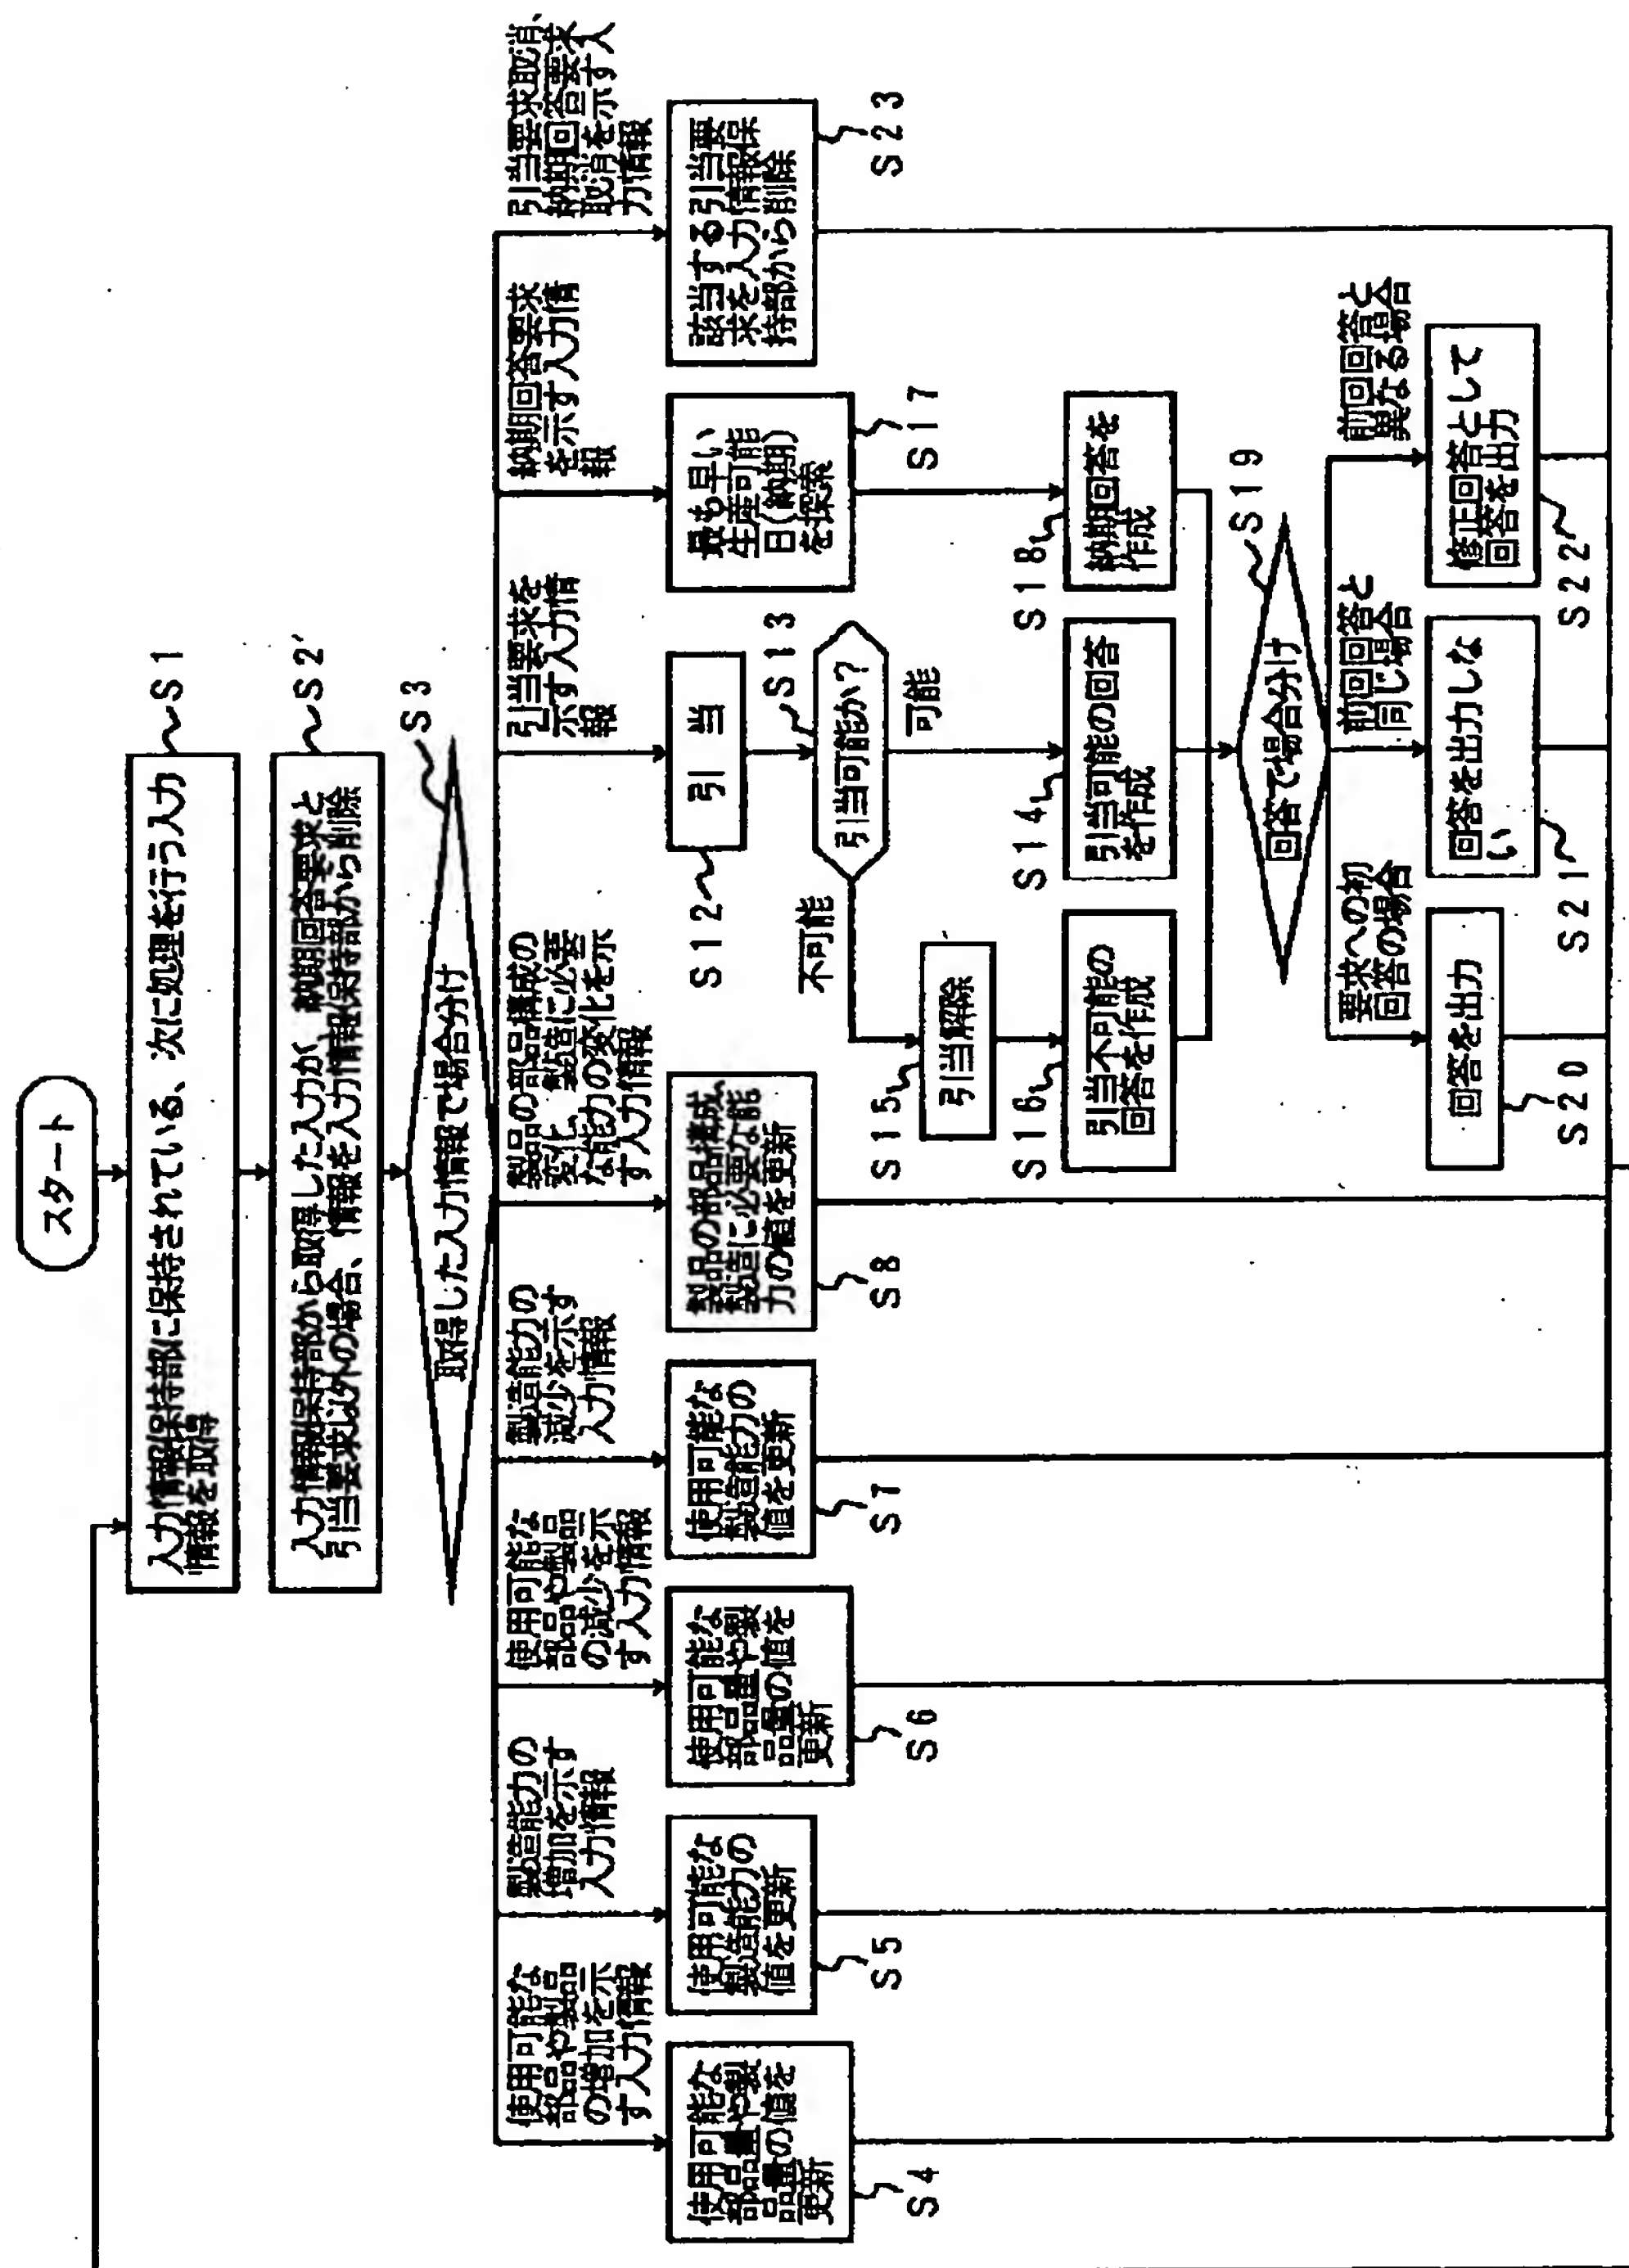 スタート
入力情報保持部に保持されている、次に処理を行う入力
情報を取得
S1
入力情報保持部から取得した入力が、納期回答要求と
引当要求以外の場合、情報を入力情報保持部から削除
S2'
取得した入力情報で場合分け
S3
使用可能な
部品や製品
の増加を示
す入力情報
製造能力の
増加を示す
入力情報
使用可能な
部品や製品
の減少を示
す入力情報
製造能力の
減少を示す
入力情報
製品の部品構成の
変化、製造に必要
な能力の変化を示
す入力情報
引当要求を
示す入力情
報
納期回答要求
を示す入力情
報
引当要求取消、
納期回答要求
取消を示す入
力情報
使用可能な
部品量や製
品量の値を
更新
S4
使用可能な
製造能力の
値を更新
S5
使用可能な
部品量や製
品量の値を
更新
S6
使用可能な
製造能力の
値を更新
S7
製品の部品構成、
製造に必要な能
力の値を更新
S8
引 当
S12
最も早い
生産可能
日(納期)
を探索
S17
該当する引当要
求を入力情報保
持部から削除
S23
引当可能か?
S13
不可能
可能
引当解除
S15
引当不可能の
回答を作成
S16
引当可能の回答
を作成
S14
納期回答を
作成
S18
回答で場合分け
S19
要求への初
回答の場合
前回回答と
同じ場合
前回回答と
異なる場合
回答を出力
S20
回答を出力しな
い
S21
修正回答として
回答を出力
S22